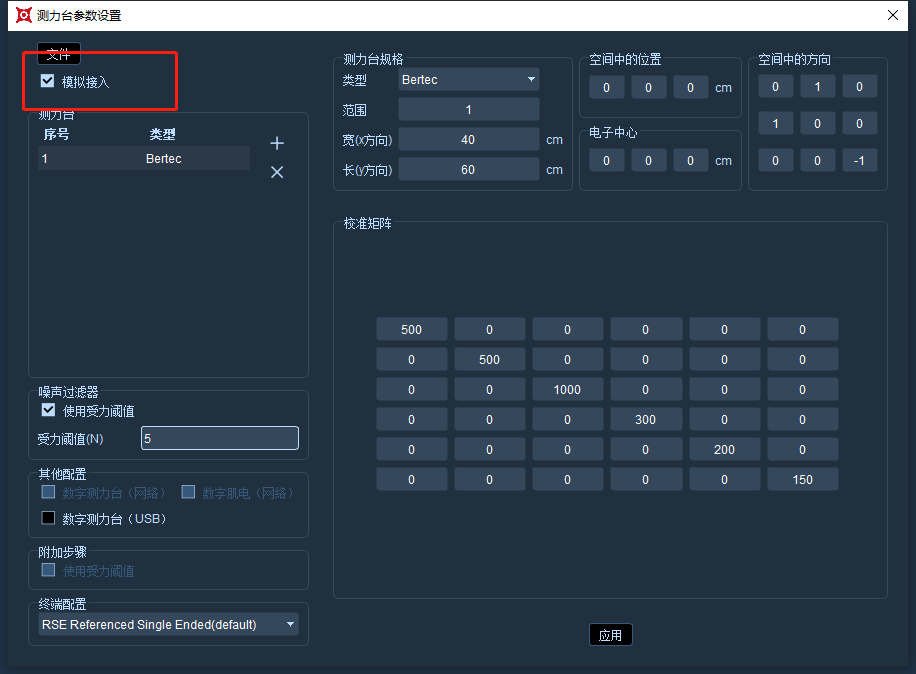 测力台参数设置
文件
模拟接入
测力台
序号 类型
1 Bertec
噪声过滤器
使用受力阈值
受力阈值(N) 5
其他配置
数字测力台（网络） 数字肌电（网络）
数字测力台（USB）
附加步骤
使用受力阈值
终端配置
RSE Referenced Single Ended(default)
测力台规格
类型 Bertec
范围 1
宽(x方向) 40 cm
长(y方向) 60 cm
空间中的位置
0 0 0 cm
电子中心
0 0 0 cm
空间中的方向
0 1 0
1 0 0
0 0 -1
校准矩阵
500 0 0 0 0 0
0 500 0 0 0 0
0 0 1000 0 0 0
0 0 0 300 0 0
0 0 0 0 200 0
0 0 0 0 0 150
应用